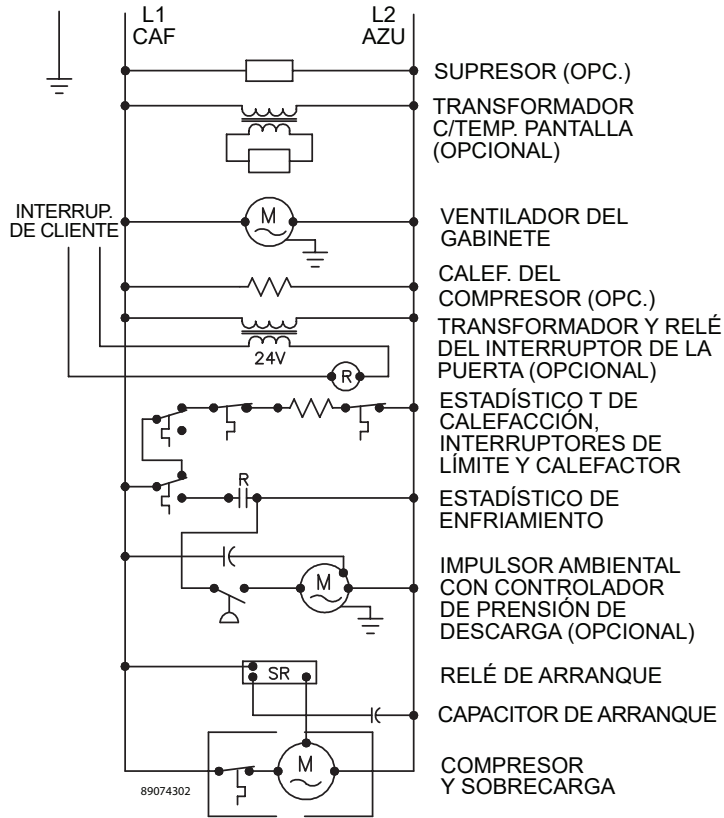 L1
CAF
L2
AZU
SUPRESOR (OPC.)
TRANSFORMADOR
C/TEMP. PANTALLA
(OPCIONAL)
INTERRUP.
DE CLIENTE
M
VENTILADOR DEL
GABINETE
CALEF. DEL
COMPRESOR (OPC.)
24V
R
TRANSFORMADOR Y RELÉ
DEL INTERRUPTOR DE LA
PUERTA (OPCIONAL)
ESTADÍSTICO T DE
CALEFACCIÓN,
INTERRUPTORES DE
LÍMITE Y CALEFACTOR
R
ESTADÍSTICO DE
ENFRIAMIENTO
M
IMPULSOR AMBIENTAL
CON CONTROLADOR
DE PRENSIÓN DE
DESCARGA (OPCIONAL)
SR
RELÉ DE ARRANQUE
CAPACITOR DE ARRANQUE
M
COMPRESOR
Y SOBRECARGA
89074302